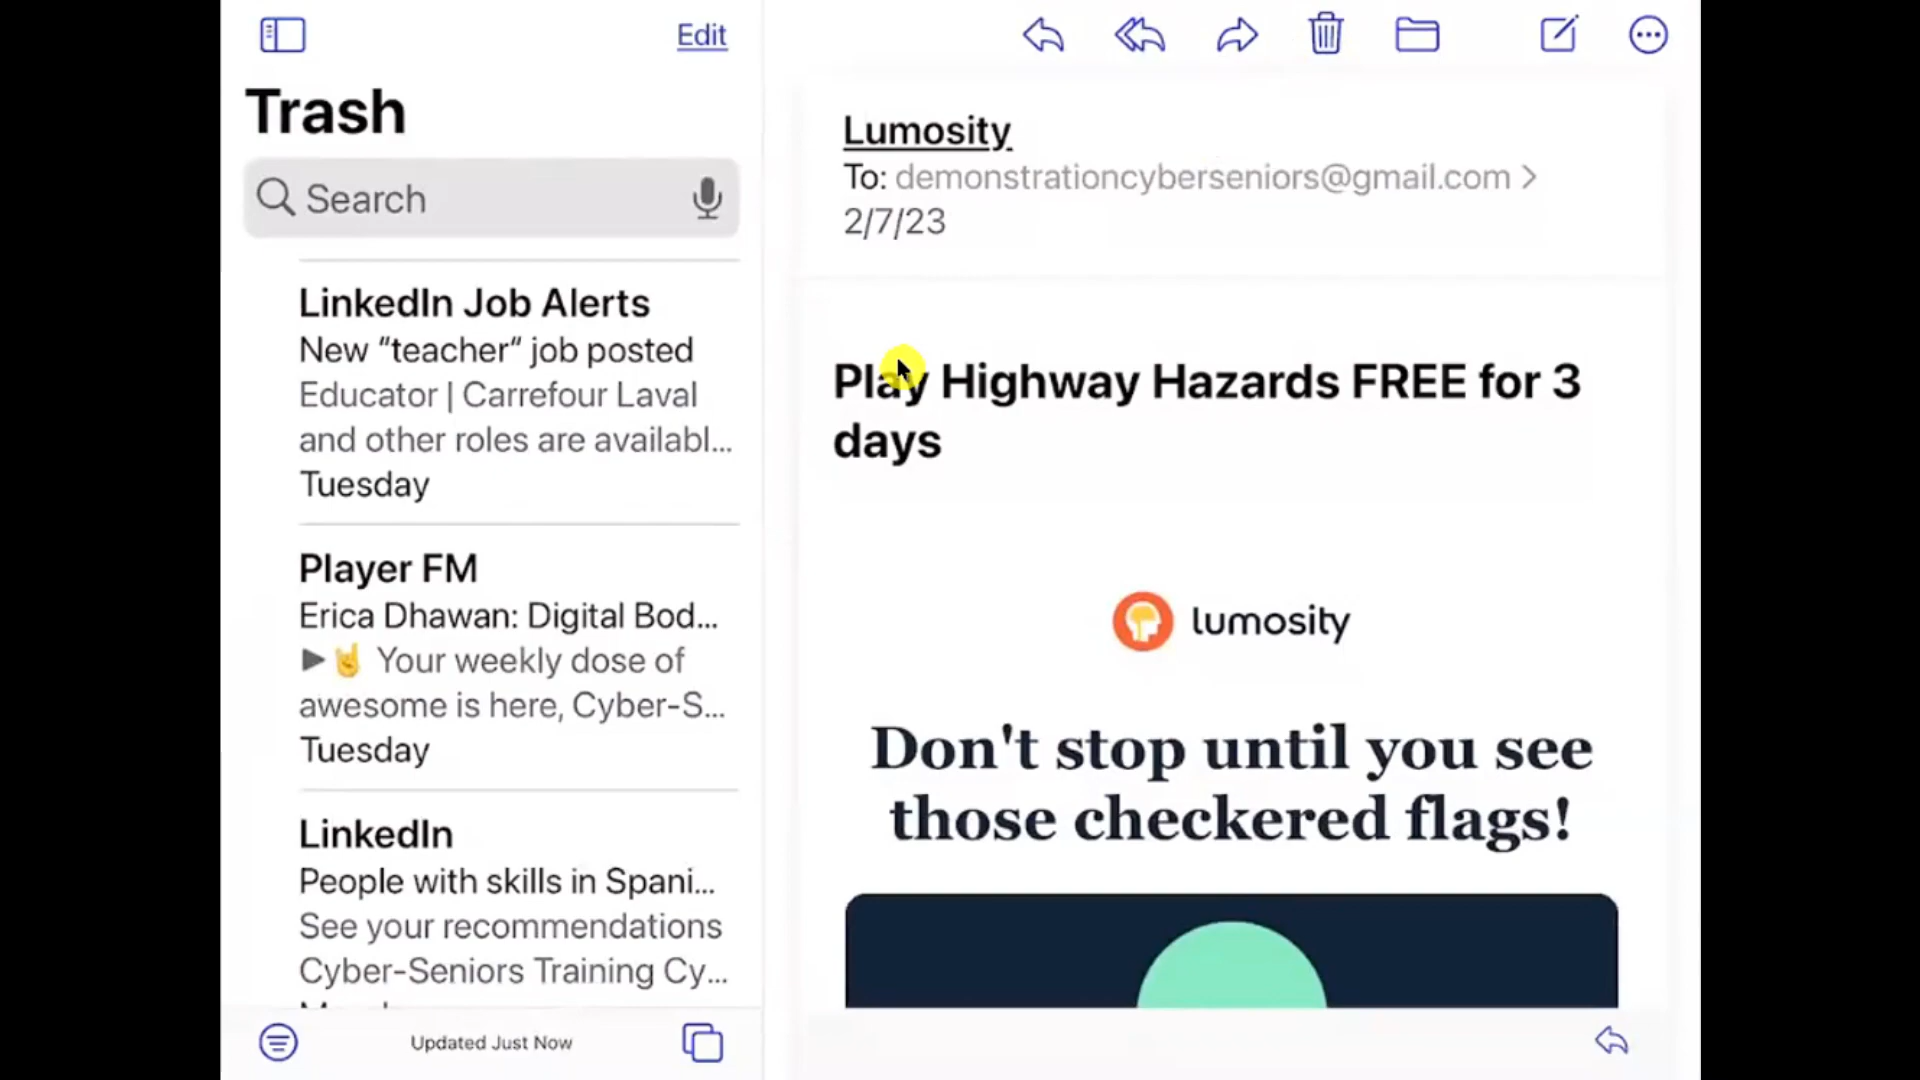 Edit
Trash
Search
LinkedIn Job Alerts
New “teacher“ job posted
Educator | Carrefour Laval
and other roles are availabl...
Tuesday
Player FM
Erica Dhawan: Digital Bod...
▶🤘 Your weekly dose of
awesome is here, Cyber-S...
Tuesday
LinkedIn
People with skills in Spani...
See your recommendations
Cyber-Seniors Training Cy...
Updated Just Now
Lumosity
To: demonstrationcyberseniors@gmail.com >
2/7/23
Play Highway Hazards FREE for 3
days
lumosity
Don't stop until you see
those checkered flags!